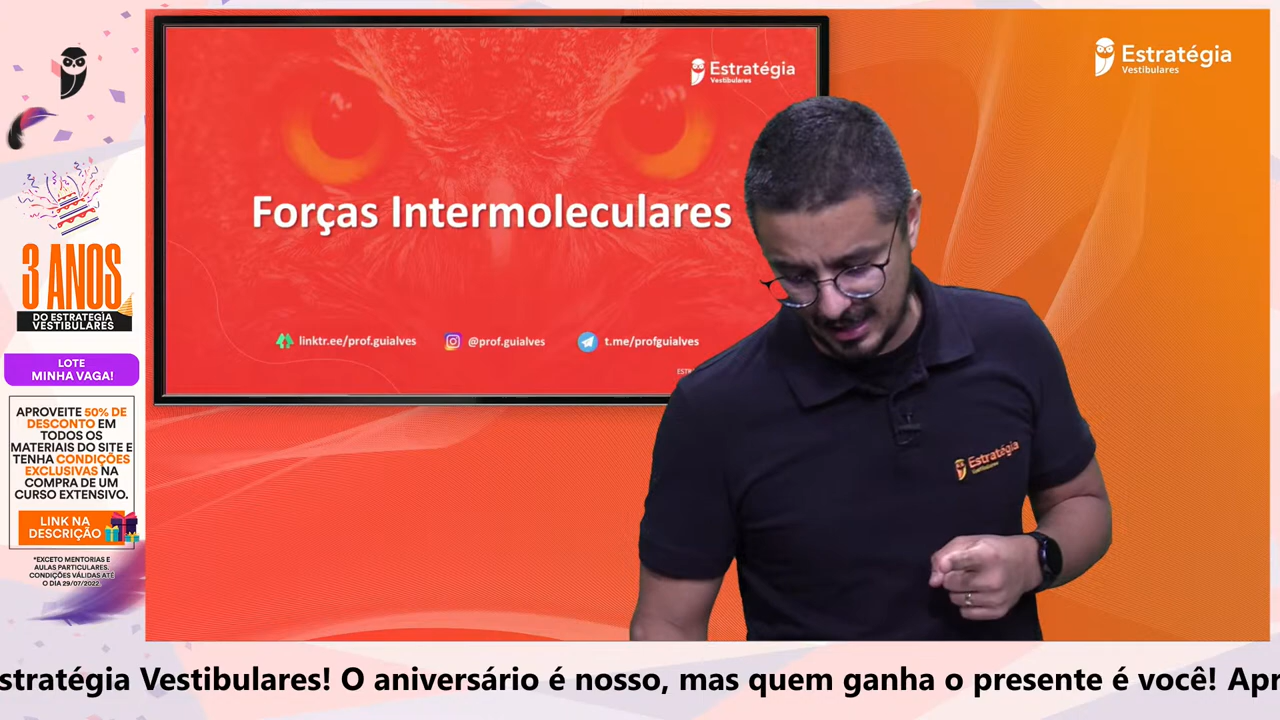 3 ANOS
DO ESTRATEGIA
VESTIBULARES
LOTE
MINHA VAGA!
APROVEITE 50% DE
DESCONTO EM
TODOS OS
MATERIAIS DO SITE E
TENHA CONDIÇÕES
EXCLUSIVAS NA
COMPRA DE UM
CURSO EXTENSIVO.
LINK NA
DESCRIÇÃO
*EXCETO MENTORIAS E
AULAS PARTICULARES.
CONDIÇÕES VÁLIDAS ATÉ
O DIA 29/07/2022.
Estratégia
Vestibulares
Forças Intermoleculares
linktr.ee/prof.guialves
@prof.guialves
t.me/profguialves
Estratégia
Vestibulares
Estratégia
Vestibulares
stratégia Vestibulares! O aniversário é nosso, mas quem ganha o presente é você! Apr